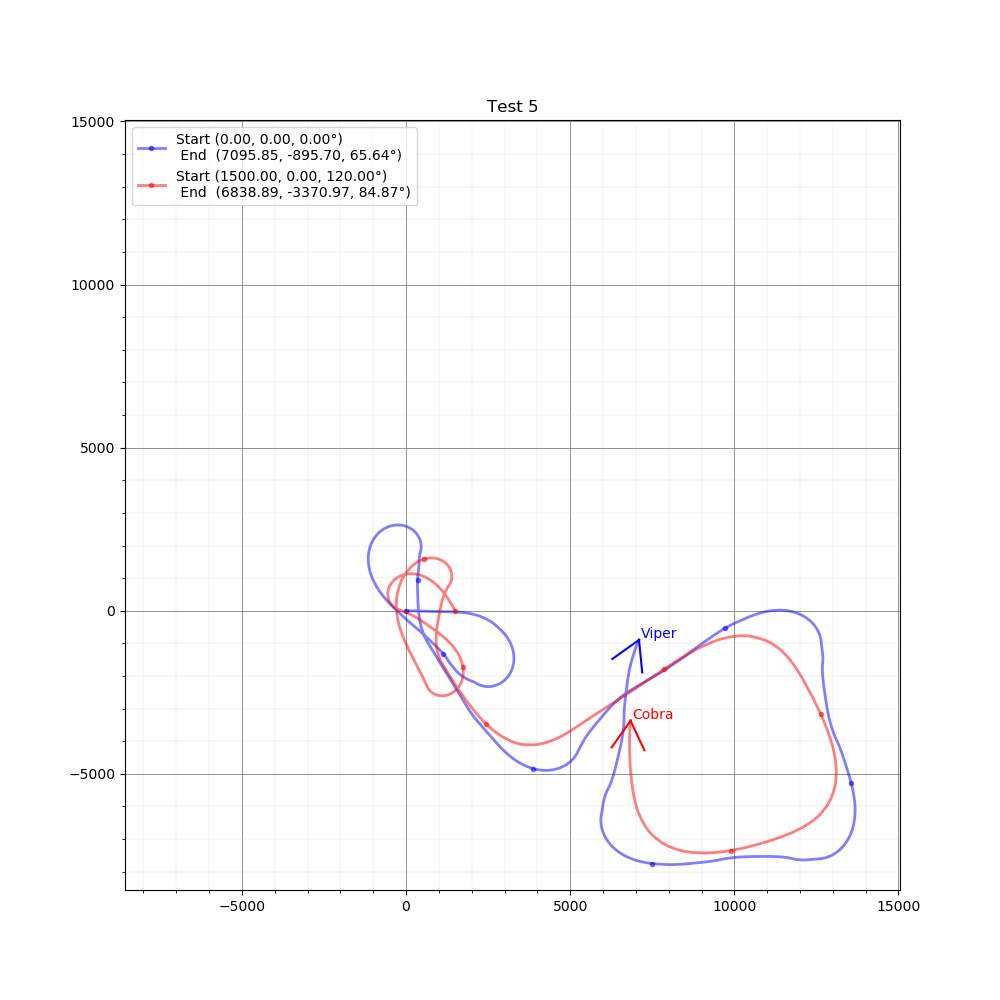 Test 5
15000
Start (0.00, 0.00, 0.00°)
End (7095.85, -895.70, 65.64°)
Start (1500.00, 0.00, 120.00°)
End (6838.89, -3370.97, 84.87°)
10000
5000
0
Viper
Cobra
−5000
−5000
0
5000
10000
15000